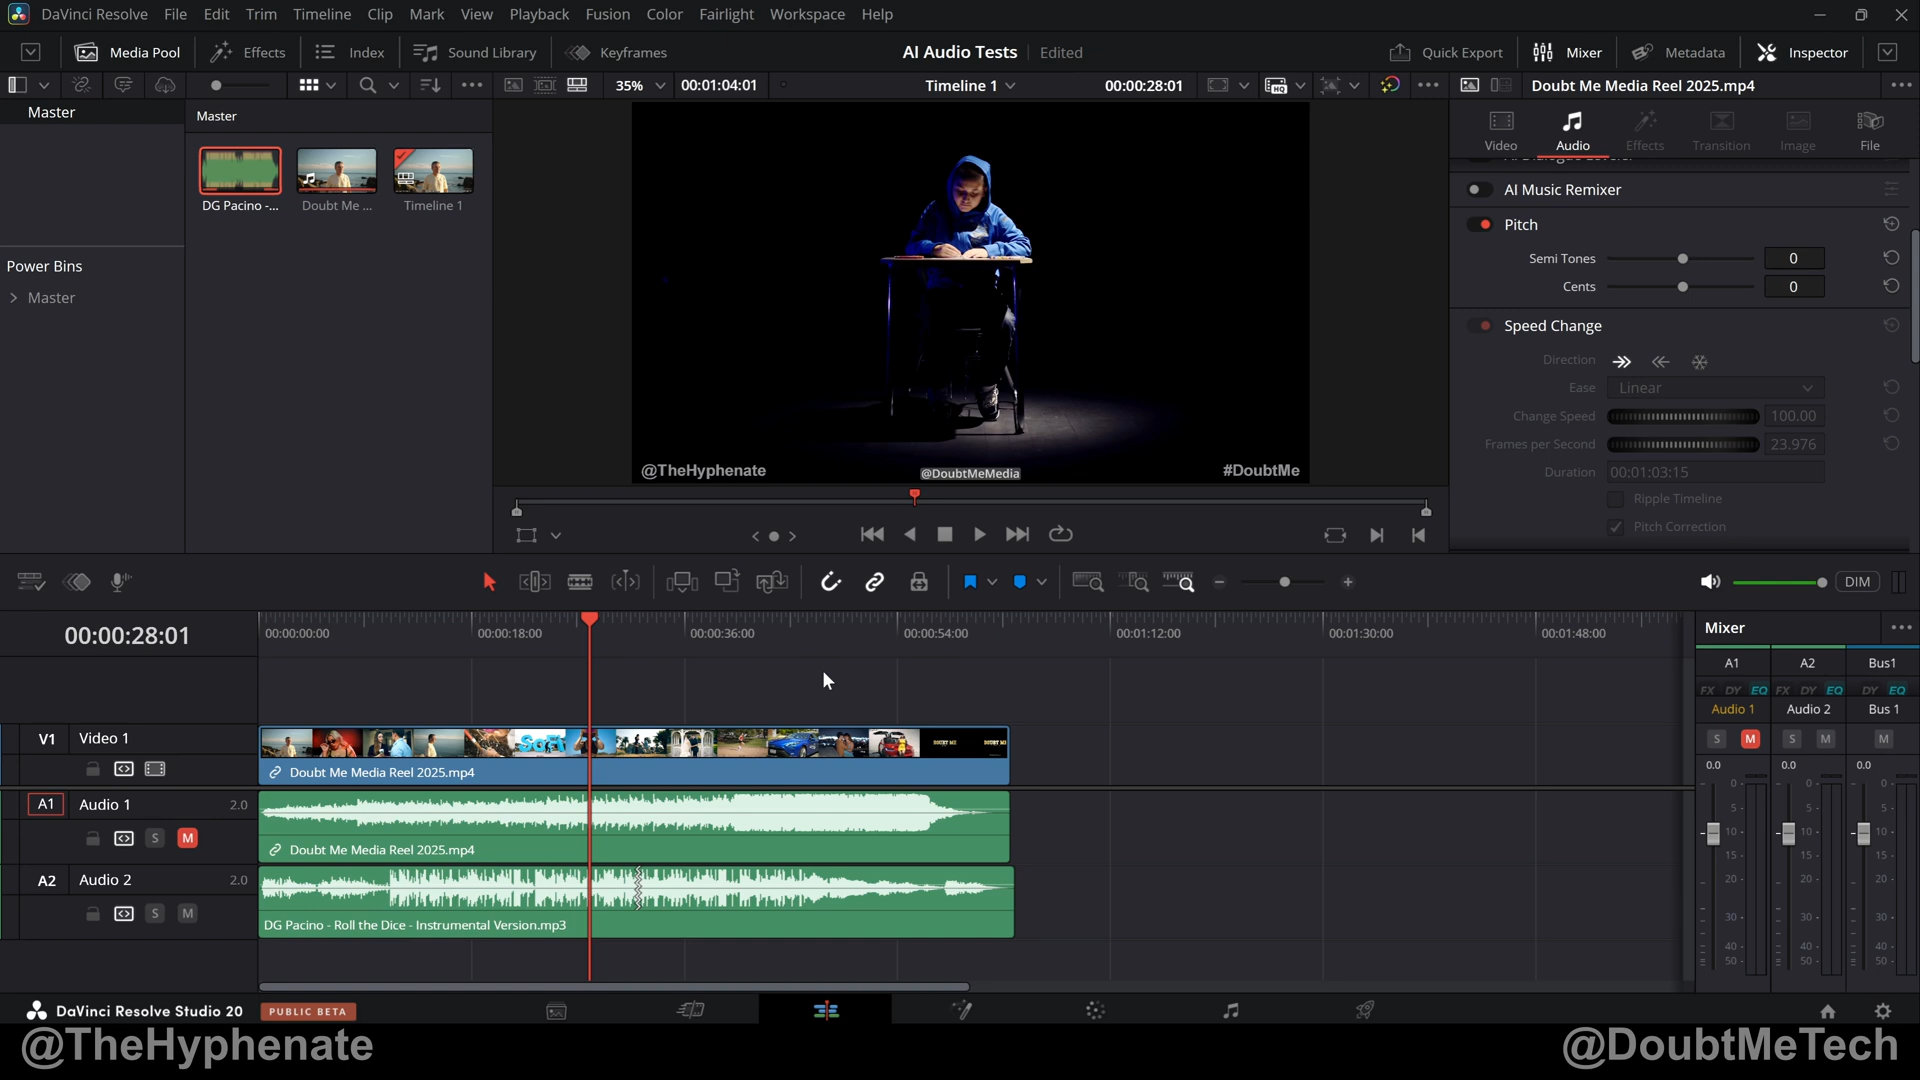 DaVinci Resolve File Edit Trim Timeline Clip Mark View Playback Fusion Color Fairlight Workspace Help
Media Pool Effects Index Sound Library Keyframes AI Audio Tests Edited Quick Export Mixer Metadata Inspector
35% 00:01:04:01 Timeline 1 00:00:28:01 HQ Doubt Me Media Reel 2025.mp4
Master
Master
DG Pacino -... Doubt Me ... Timeline 1
Power Bins
Master
@TheHyphenate @DoubtMeMedia #DoubtMe
Video Audio Effects Transition Image File
AI Music Remixer
Pitch
Semi Tones 0
Cents 0
Speed Change
Direction
Ease Linear
Change Speed 100.00
Frames per Second 23.976
Duration 00:01:03:15
Ripple Timeline
Pitch Correction
DIM
00:00:28:01
00:00:00:00 00:00:18:00 00:00:36:00 00:00:54:00 00:01:12:00 00:01:30:00 00:01:48:00
V1 Video 1
Doubt Me Media Reel 2025.mp4
A1 Audio 1 2.0
S M
Doubt Me Media Reel 2025.mp4
A2 Audio 2 2.0
S M
DG Pacino - Roll the Dice - Instrumental Version.mp3
Mixer
A1 A2 Bus1
FX DY EQ FX DY EQ DY EQ
Audio 1 Audio 2 Bus 1
S M S M M
0.0 0.0 0.0
0 0 0
5 5 5
10 10 10
15 15 15
20 20 20
30 30 30
40 40 40
50 50 50
DaVinci Resolve Studio 20 PUBLIC BETA
@TheHyphenate @DoubtMeTech